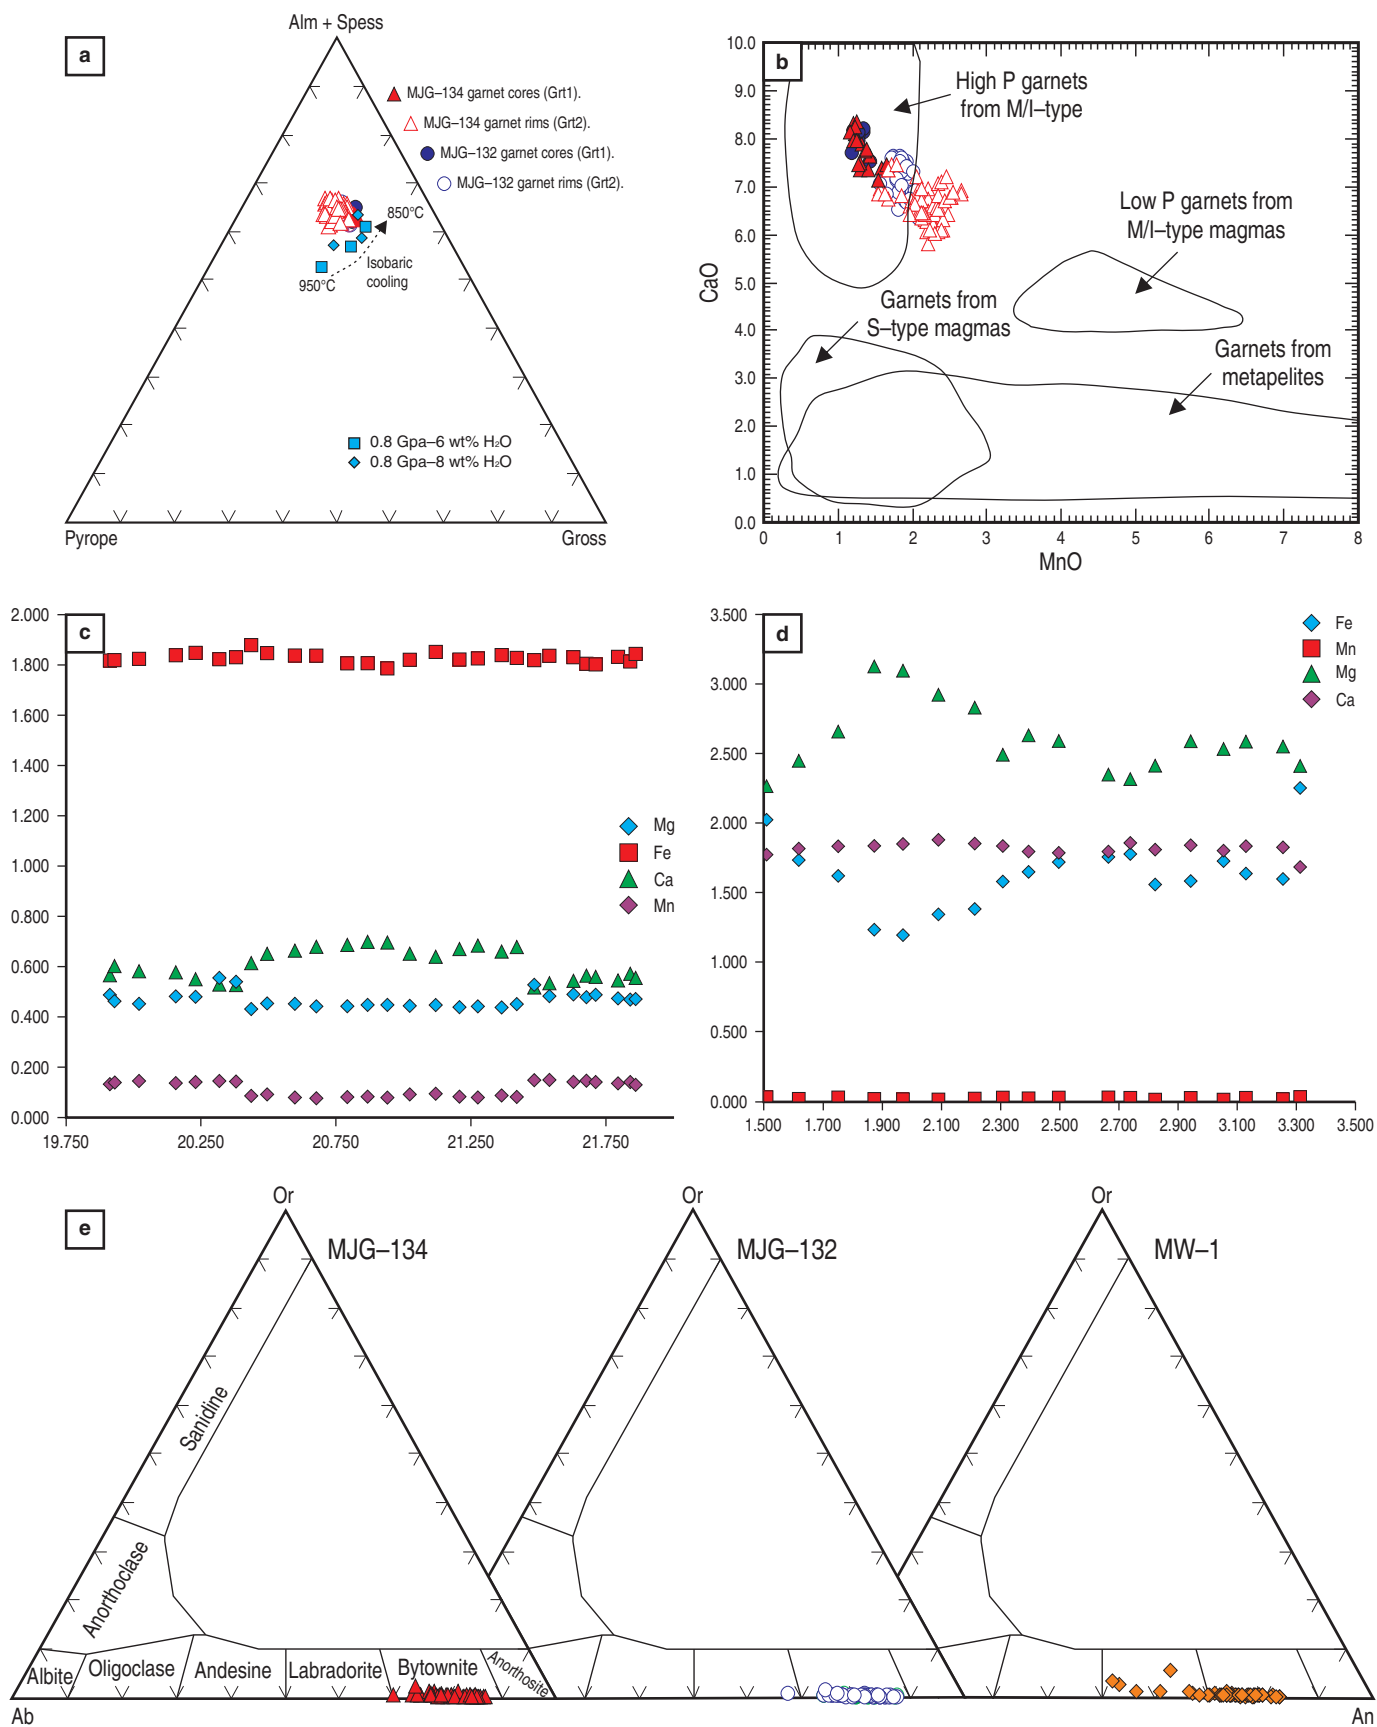 a
Alm + Spess
MJG–134 garnet cores (Grt1).
MJG–134 garnet rims (Grt2).
MJG–132 garnet cores (Grt1).
MJG–132 garnet rims (Grt2).
850°C
Isobaric
cooling
950°C
0.8 Gpa–6 wt% H₂O
0.8 Gpa–8 wt% H₂O
Pyrope
Gross
b
10.0
9.0
8.0
7.0
6.0
5.0
4.0
3.0
2.0
1.0
0.0
CaO
High P garnets
from M/I–type
Low P garnets from
M/I–type magmas
Garnets from
S–type magmas
Garnets from
metapelites
0 1 2 3 4 5 6 7 8
MnO
c
2.000
1.800
1.600
1.400
1.200
1.000
0.800
0.600
0.400
0.200
0.000
Mg
Fe
Ca
Mn
19.750 20.250 20.750 21.250 21.750
d
3.500
3.000
2.500
2.000
1.500
1.000
0.500
0.000
Fe
Mn
Mg
Ca
1.500 1.700 1.900 2.100 2.300 2.500 2.700 2.900 3.100 3.300 3.500
e
Or
MJG–134
Or
MJG–132
Or
MW–1
Sanidine
Anorthoclase
Albite
Oligoclase
Andesine
Labradorite
Bytownite
Anorthosite
Ab
An